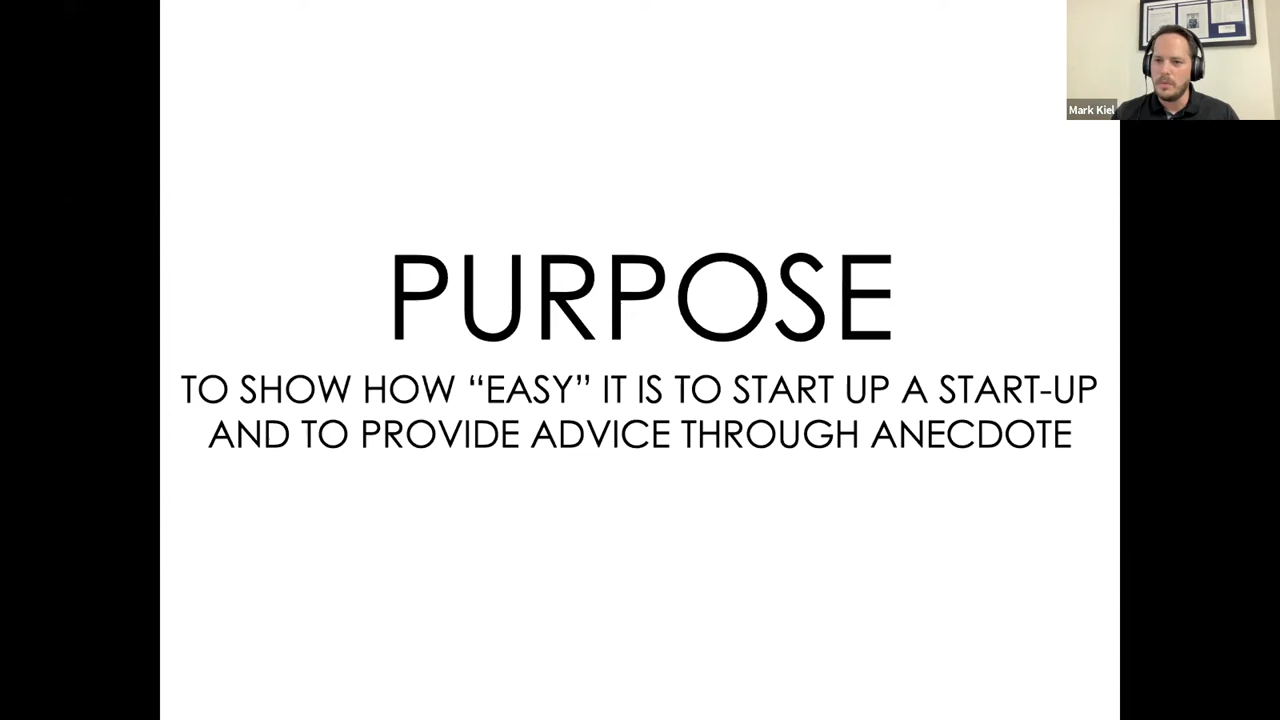 Mark Kiel
PURPOSE
TO SHOW HOW “EASY” IT IS TO START UP A START-UP
AND TO PROVIDE ADVICE THROUGH ANECDOTE